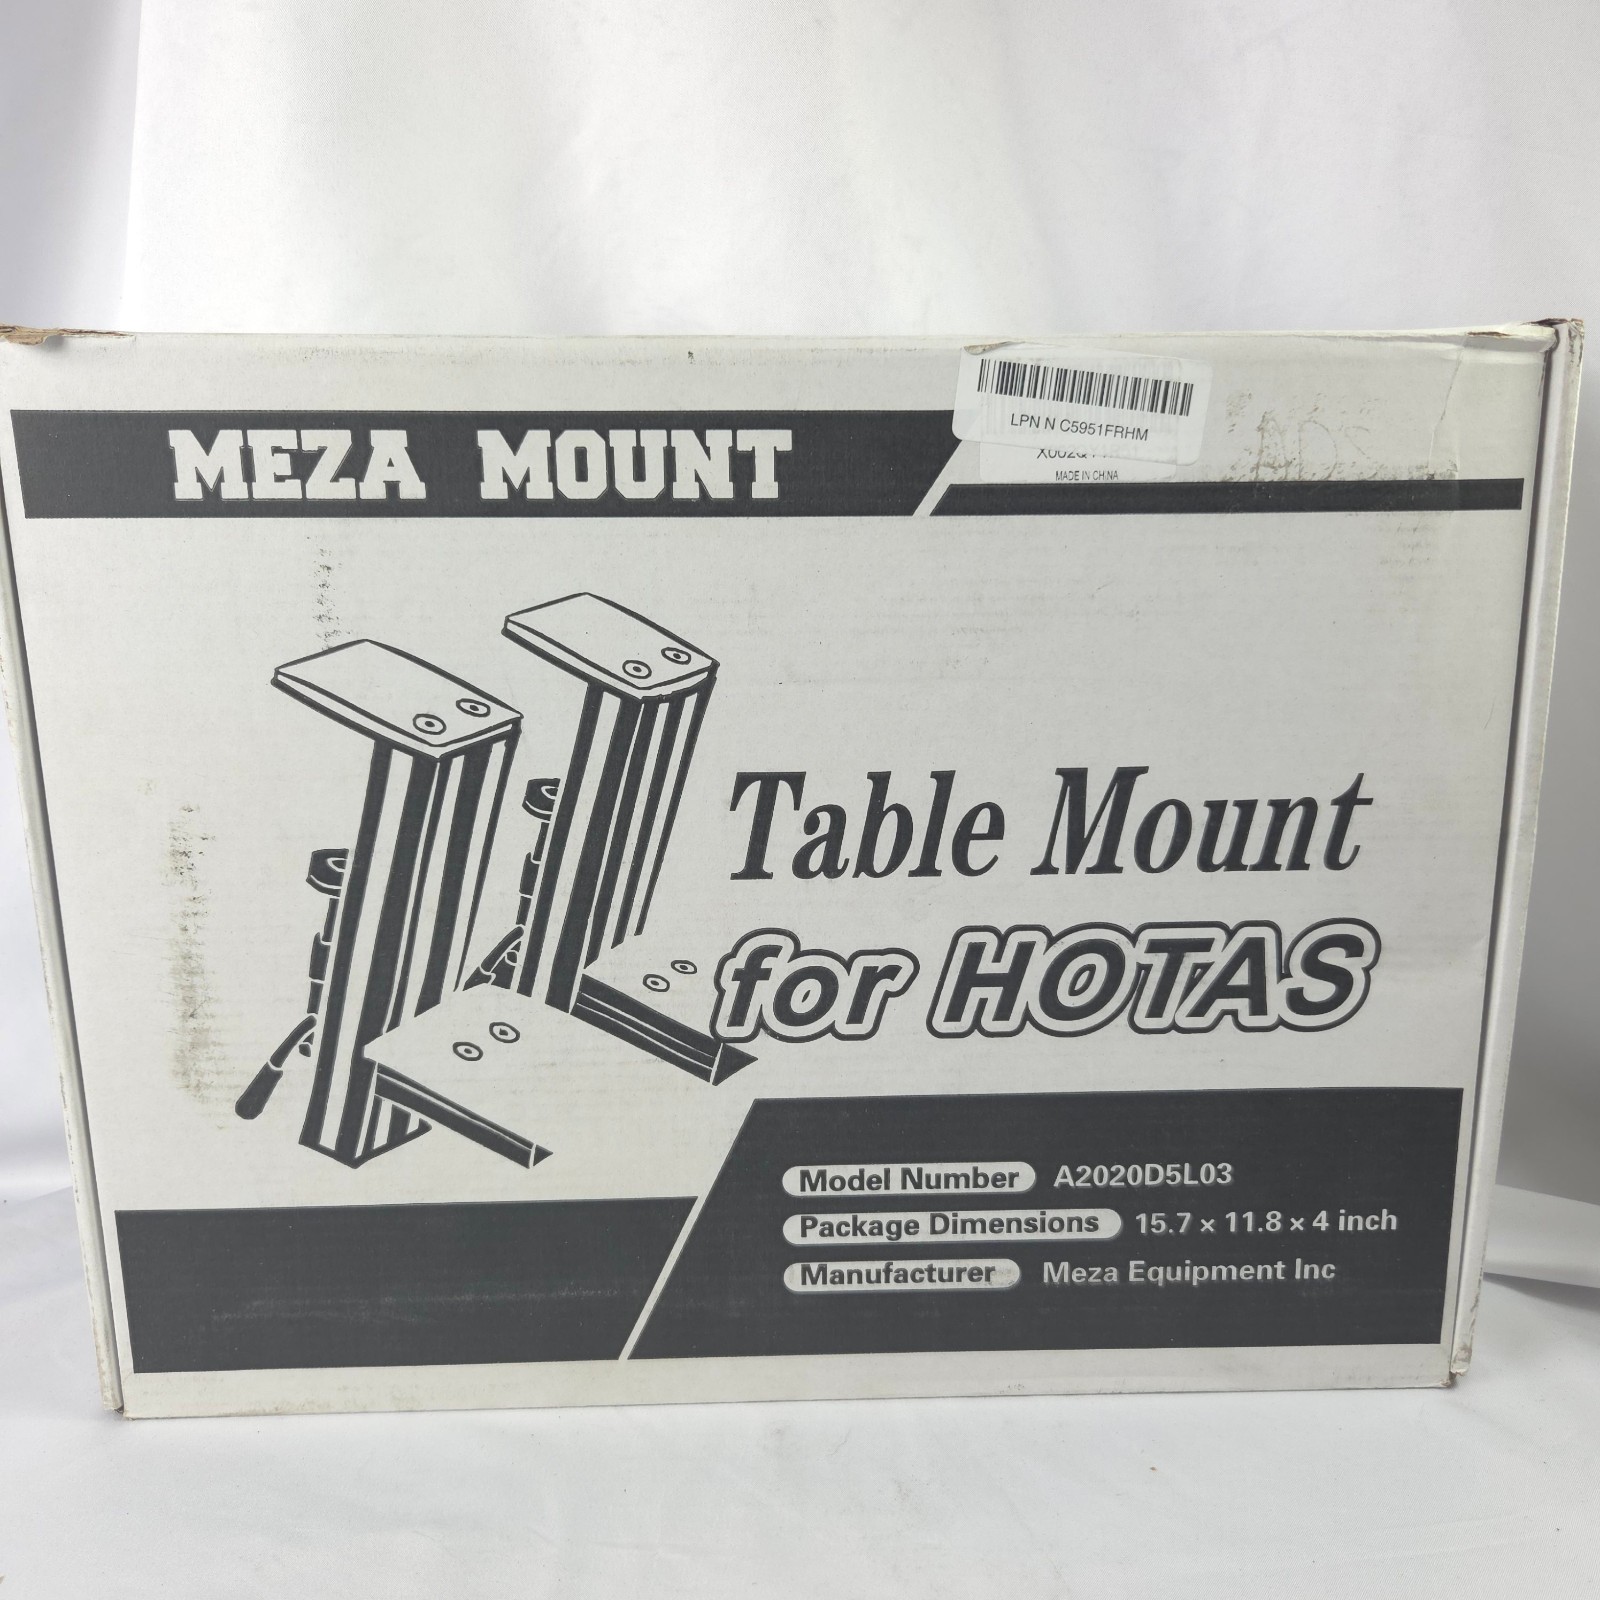 MEZA MOUNT
LPN N C5951FRHM
MADE IN CHINA
Table Mount
for HOTAS
Model Number A2020D5L03
Package Dimensions 15.7 × 11.8 × 4 inch
Manufacturer Meza Equipment Inc